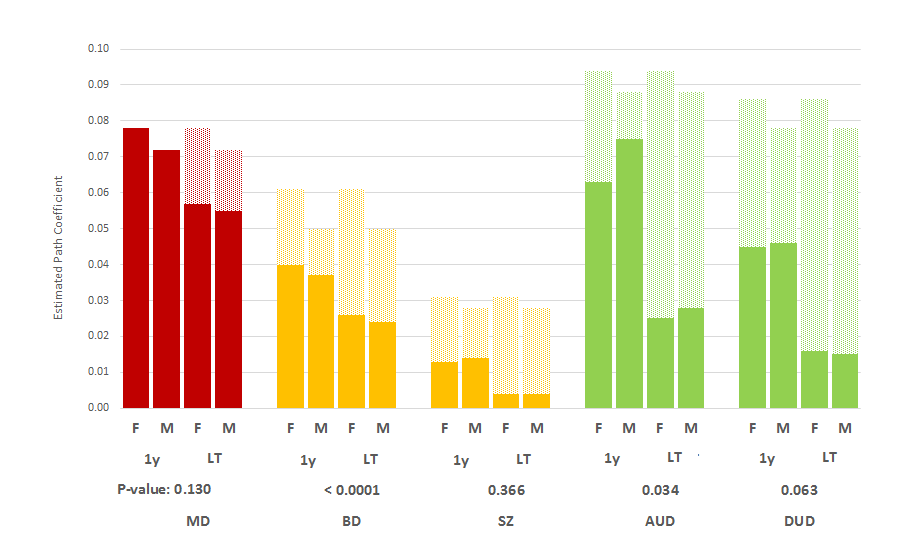 0.10
0.09
0.08
0.07
0.06
0.05
0.04
0.03
0.02
0.01
0.00
Estimated Path Coefficient
F M F M F M F M F M F M F M F M F M F M
1y LT 1y LT 1y LT 1y LT 1y LT
P-value: 0.130 < 0.0001 0.366 0.034 0.063
MD BD SZ AUD DUD